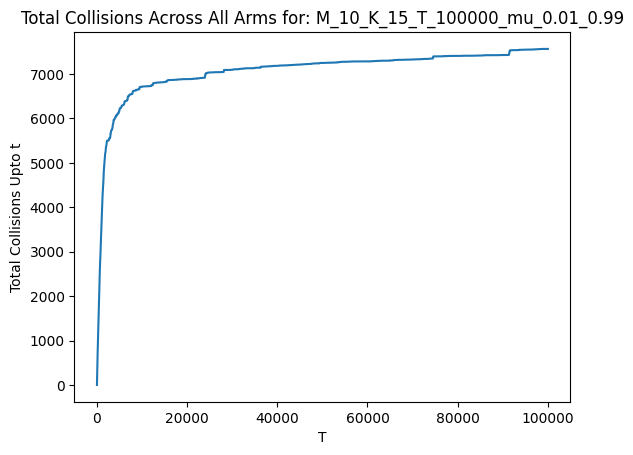 Total Collisions Across All Arms for: M_10_K_15_T_100000_mu_0.01_0.99
Total Collisions Upto t
7000
6000
5000
4000
3000
2000
1000
0
0 20000 40000 60000 80000 100000
T